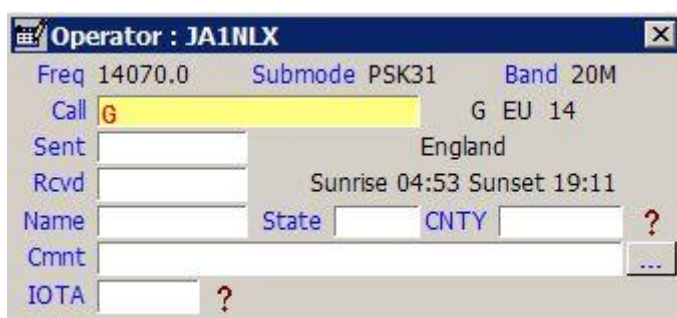 Operator : JA1NLX
Freq 14070.0 Submode PSK31 Band 20M
Call G G EU 14
Sent England
Rcvd Sunrise 04:53 Sunset 19:11
Name State CNTY ?
Cmnt ...
IOTA ?